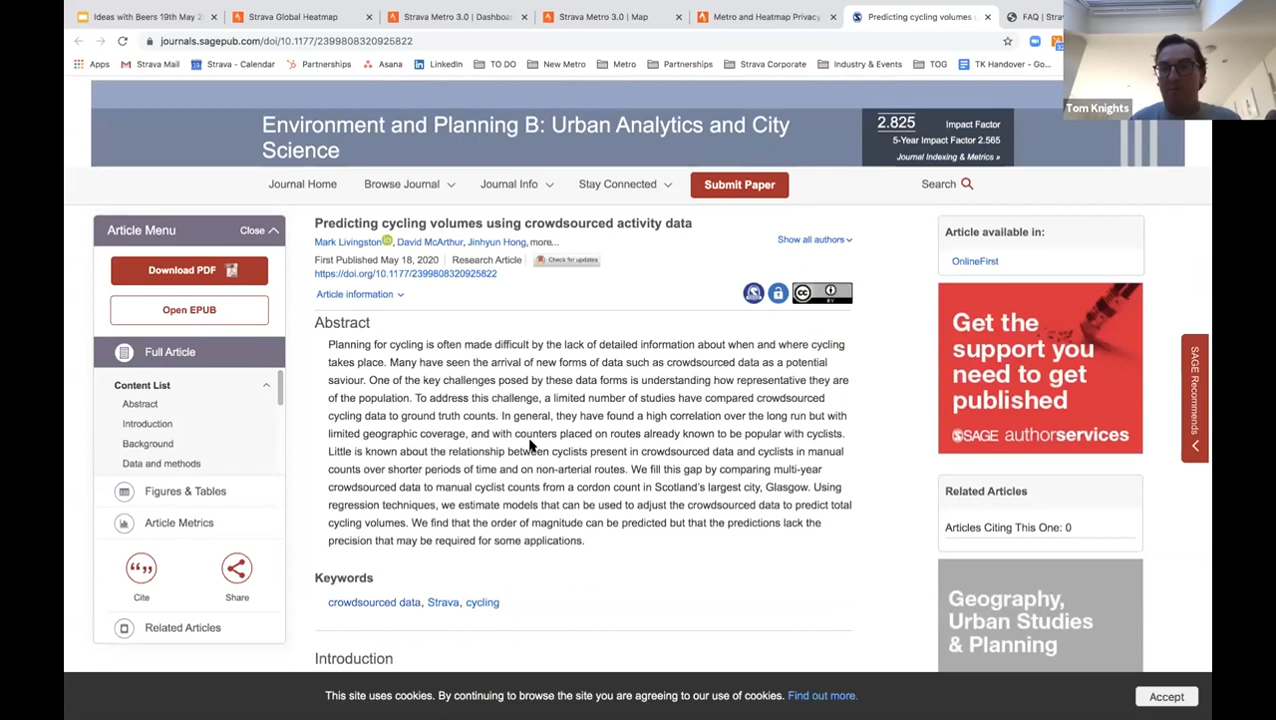 Ideas with Beers 19th May 2
Strava Global Heatmap
Strava Metro 3.0 | Dashboa
Strava Metro 3.0 | Map
Metro and Heatmap Privacy
Predicting cycling volumes
FAQ | Stra
journals.sagepub.com/doi/10.1177/2399808320925822
Apps
Strava Mail
Strava - Calendar
Partnerships
Asana
LinkedIn
TO DO
New Metro
Metro
Partnerships
Strava Corporate
Industry & Events
TOG
TK Handover - Go...
Tom Knights
Environment and Planning B: Urban Analytics and City
Science
2.825 Impact Factor
5-Year Impact Factor 2.565
Journal Indexing & Metrics »
Journal Home
Browse Journal
Journal Info
Stay Connected
Submit Paper
Search
Article Menu
Close
Download PDF
Open EPUB
Full Article
Content List
Abstract
Introduction
Background
Data and methods
Figures & Tables
Article Metrics
Cite
Share
Related Articles
Predicting cycling volumes using crowdsourced activity data
Mark Livingston, David McArthur, Jinhyun Hong, more...
Show all authors
First Published May 18, 2020 | Research Article | Check for updates
https://doi.org/10.1177/2399808320925822
Article information
CC BY
Abstract
Planning for cycling is often made difficult by the lack of detailed information about when and where cycling
takes place. Many have seen the arrival of new forms of data such as crowdsourced data as a potential
saviour. One of the key challenges posed by these data forms is understanding how representative they are
of the population. To address this challenge, a limited number of studies have compared crowdsourced
cycling data to ground truth counts. In general, they have found a high correlation over the long run but with
limited geographic coverage, and with counters placed on routes already known to be popular with cyclists.
Little is known about the relationship between cyclists present in crowdsourced data and cyclists in manual
counts over shorter periods of time and on non-arterial routes. We fill this gap by comparing multi-year
crowdsourced data to manual cyclist counts from a cordon count in Scotland's largest city, Glasgow. Using
regression techniques, we estimate models that can be used to adjust the crowdsourced data to predict total
cycling volumes. We find that the order of magnitude can be predicted but that the predictions lack the
precision that may be required for some applications.
Keywords
crowdsourced data, Strava, cycling
Introduction
Article available in:
OnlineFirst
Get the
support you
need to get
published
SAGE authorservices
SAGE Recommends
Related Articles
Articles Citing This One: 0
Geography,
Urban Studies
& Planning
This site uses cookies. By continuing to browse the site you are agreeing to our use of cookies. Find out more.
Accept